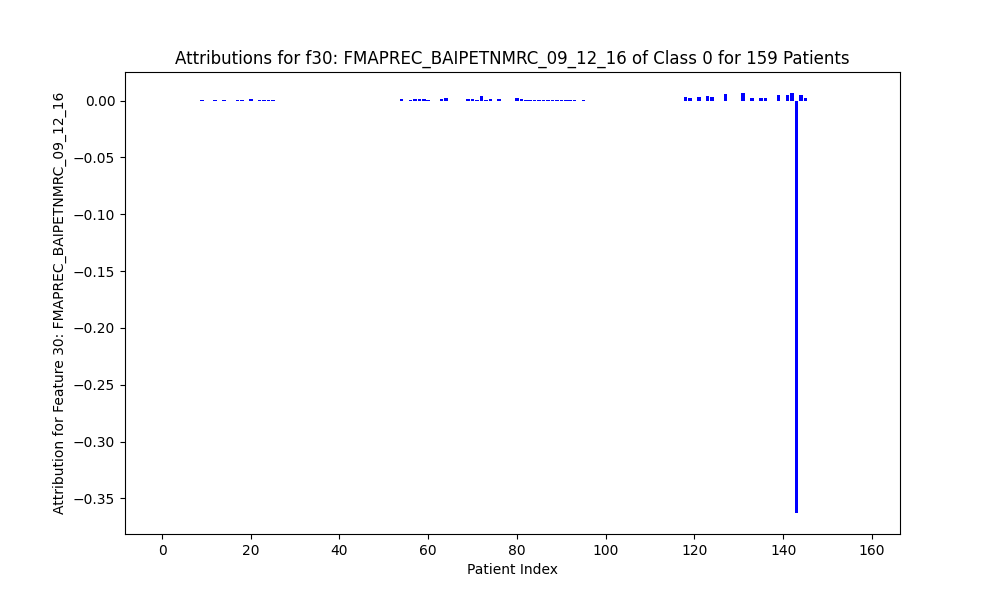 Attributions for f30: FMAPREC_BAIPETNMRC_09_12_16 of Class 0 for 159 Patients
Attribution for Feature 30: FMAPREC_BAIPETNMRC_09_12_16
0.00
−0.05
−0.10
−0.15
−0.20
−0.25
−0.30
−0.35
0 20 40 60 80 100 120 140 160
Patient Index